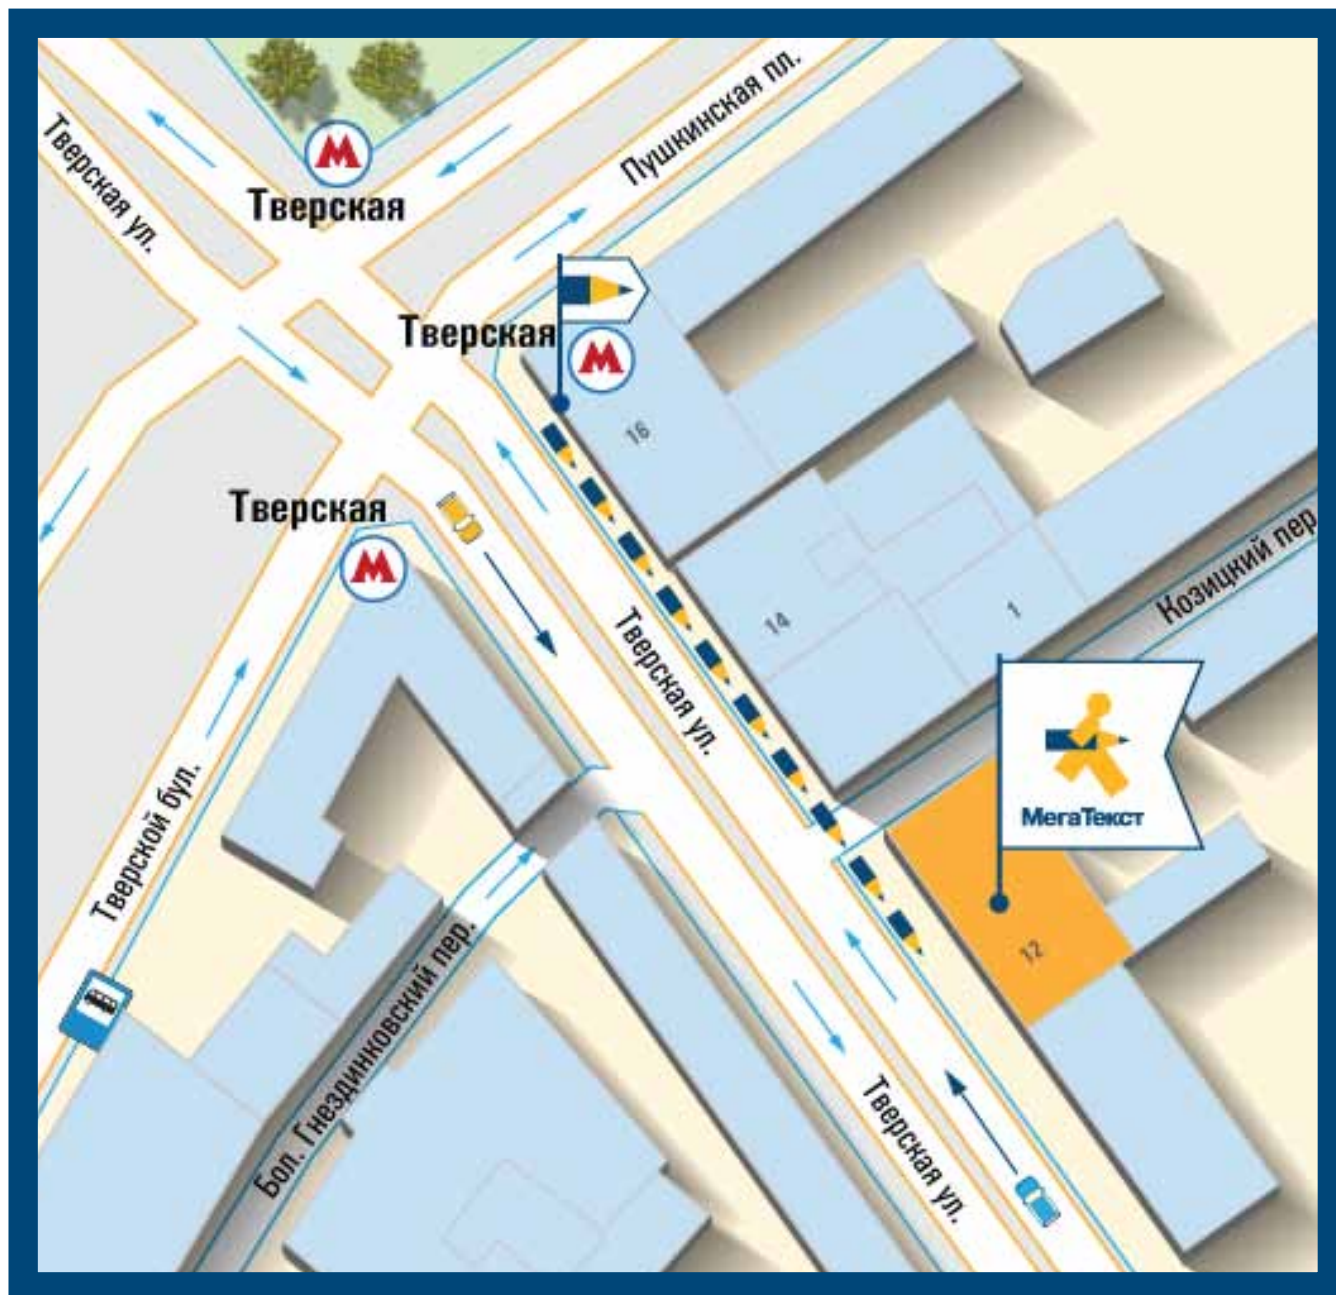 Тверская ул.
Пушкинская пл.
М
Тверская
Тверская
М
16
Тверская
М
Козицкий пер.
14
1
Тверская ул.
МегаТекст
Тверской бул.
12
Бол. Гнездинковский пер.
Тверская ул.